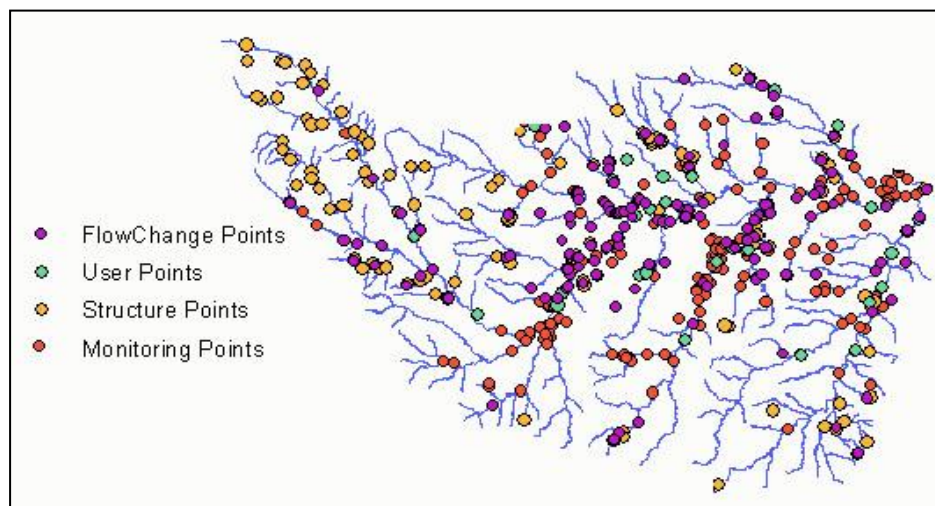 FlowChange Points
User Points
Structure Points
Monitoring Points